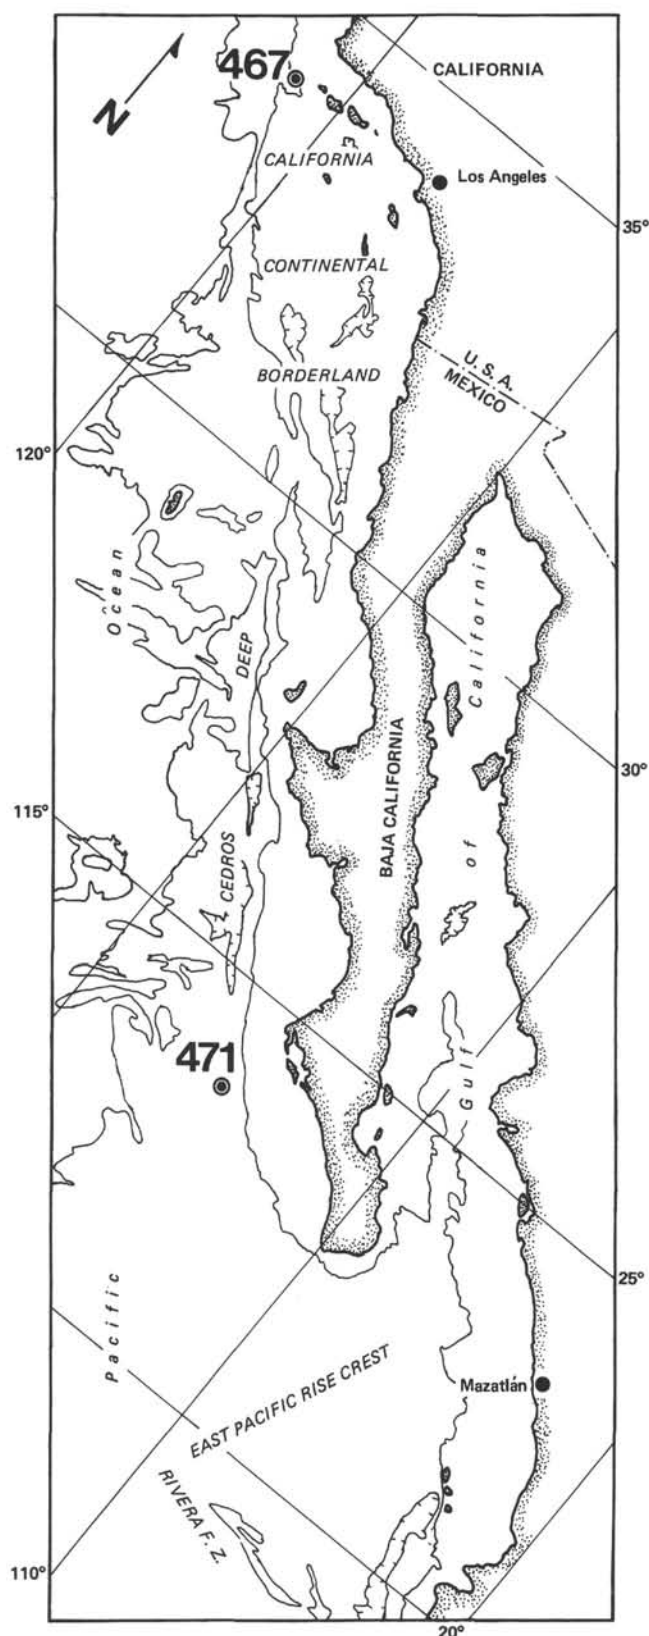 467
N
CALIFORNIA
Los Angeles
CALIFORNIA
35°
CONTINENTAL
U. S. A.
MEXICO
BORDERLAND
120°
Ocean
DEEP
California
30°
115°
BAJA CALIFORNIA
of
CEDROS
471
Gulf
25°
Pacific
Mazatlán
EAST PACIFIC RISE CREST
RIVERA F. Z.
110°
20°